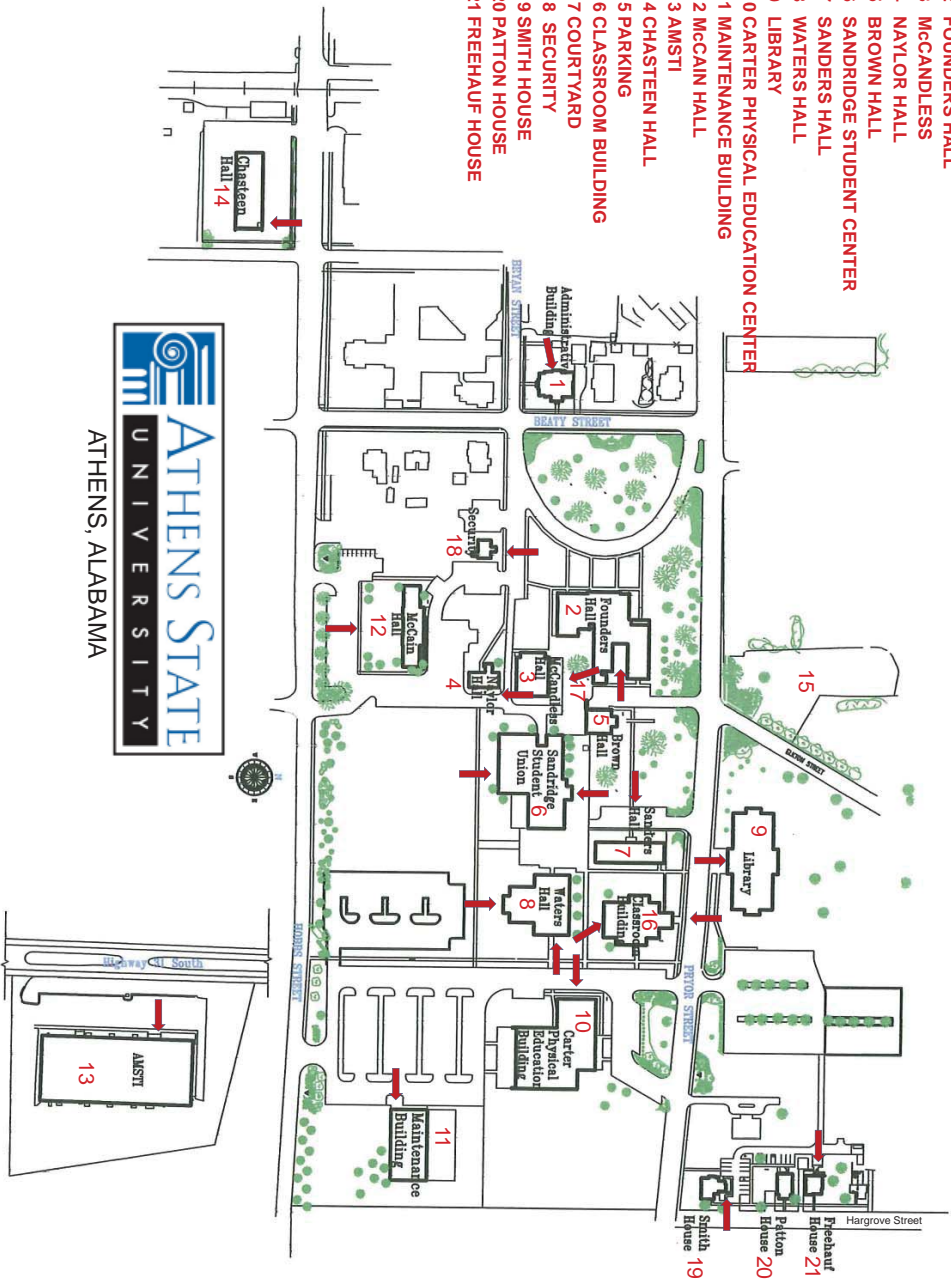 FOUNDERS HALL
McCANDLESS
NAYLOR HALL
BROWN HALL
SANDRIDGE STUDENT CENTER
SANDERS HALL
LIBRARY
WATERS HALL
0 CARTER PHYSICAL EDUCATION CENTER
1 MAINTENANCE BUILDING
2 McCAIN HALL
3 AMSTI
4 CHASTEEN HALL
5 PARKING
6 CLASSROOM BUILDING
7 COURTYARD
8 SECURITY
9 SMITH HOUSE
20 PATTON HOUSE
21 FREEHAUF HOUSE
Chasteen
Hall
14
BRYAN STREET
Administrativ
Building
1
BEATY STREET
Security
18
Founders
Hall
2
McCain
Hall
12
McCandless
Hall
3
Naylor
Hall
4
17
Brown
Hall
5
Sandridge
Student
Union
6
Sanders
Hall
7
15
ELKTON STREET
9
Library
Waters
Hall
8
16
Classroom
Building
PRYOR STREET
HOBBS STREET
10
Carter
Physical
Education
Building
11
Maintenance
Building
Highway 31 South
AMSTI
13
Hargrove Street
Freehauf
House 21
Patton
House 20
Smith
House 19
N
ATHENS STATE
UNIVERSITY
ATHENS, ALABAMA